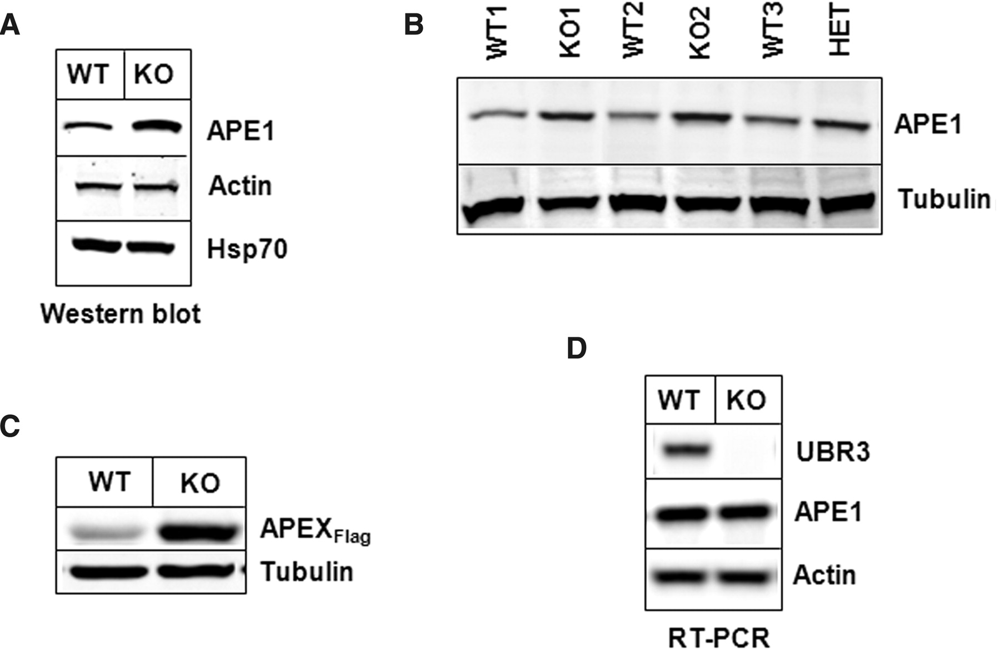 A
WT KO
APE1
Actin
Hsp70
Western blot
B
WT1 KO1 WT2 KO2 WT3 HET
APE1
Tubulin
C
WT KO
APEXFlag
Tubulin
D
WT KO
UBR3
APE1
Actin
RT-PCR